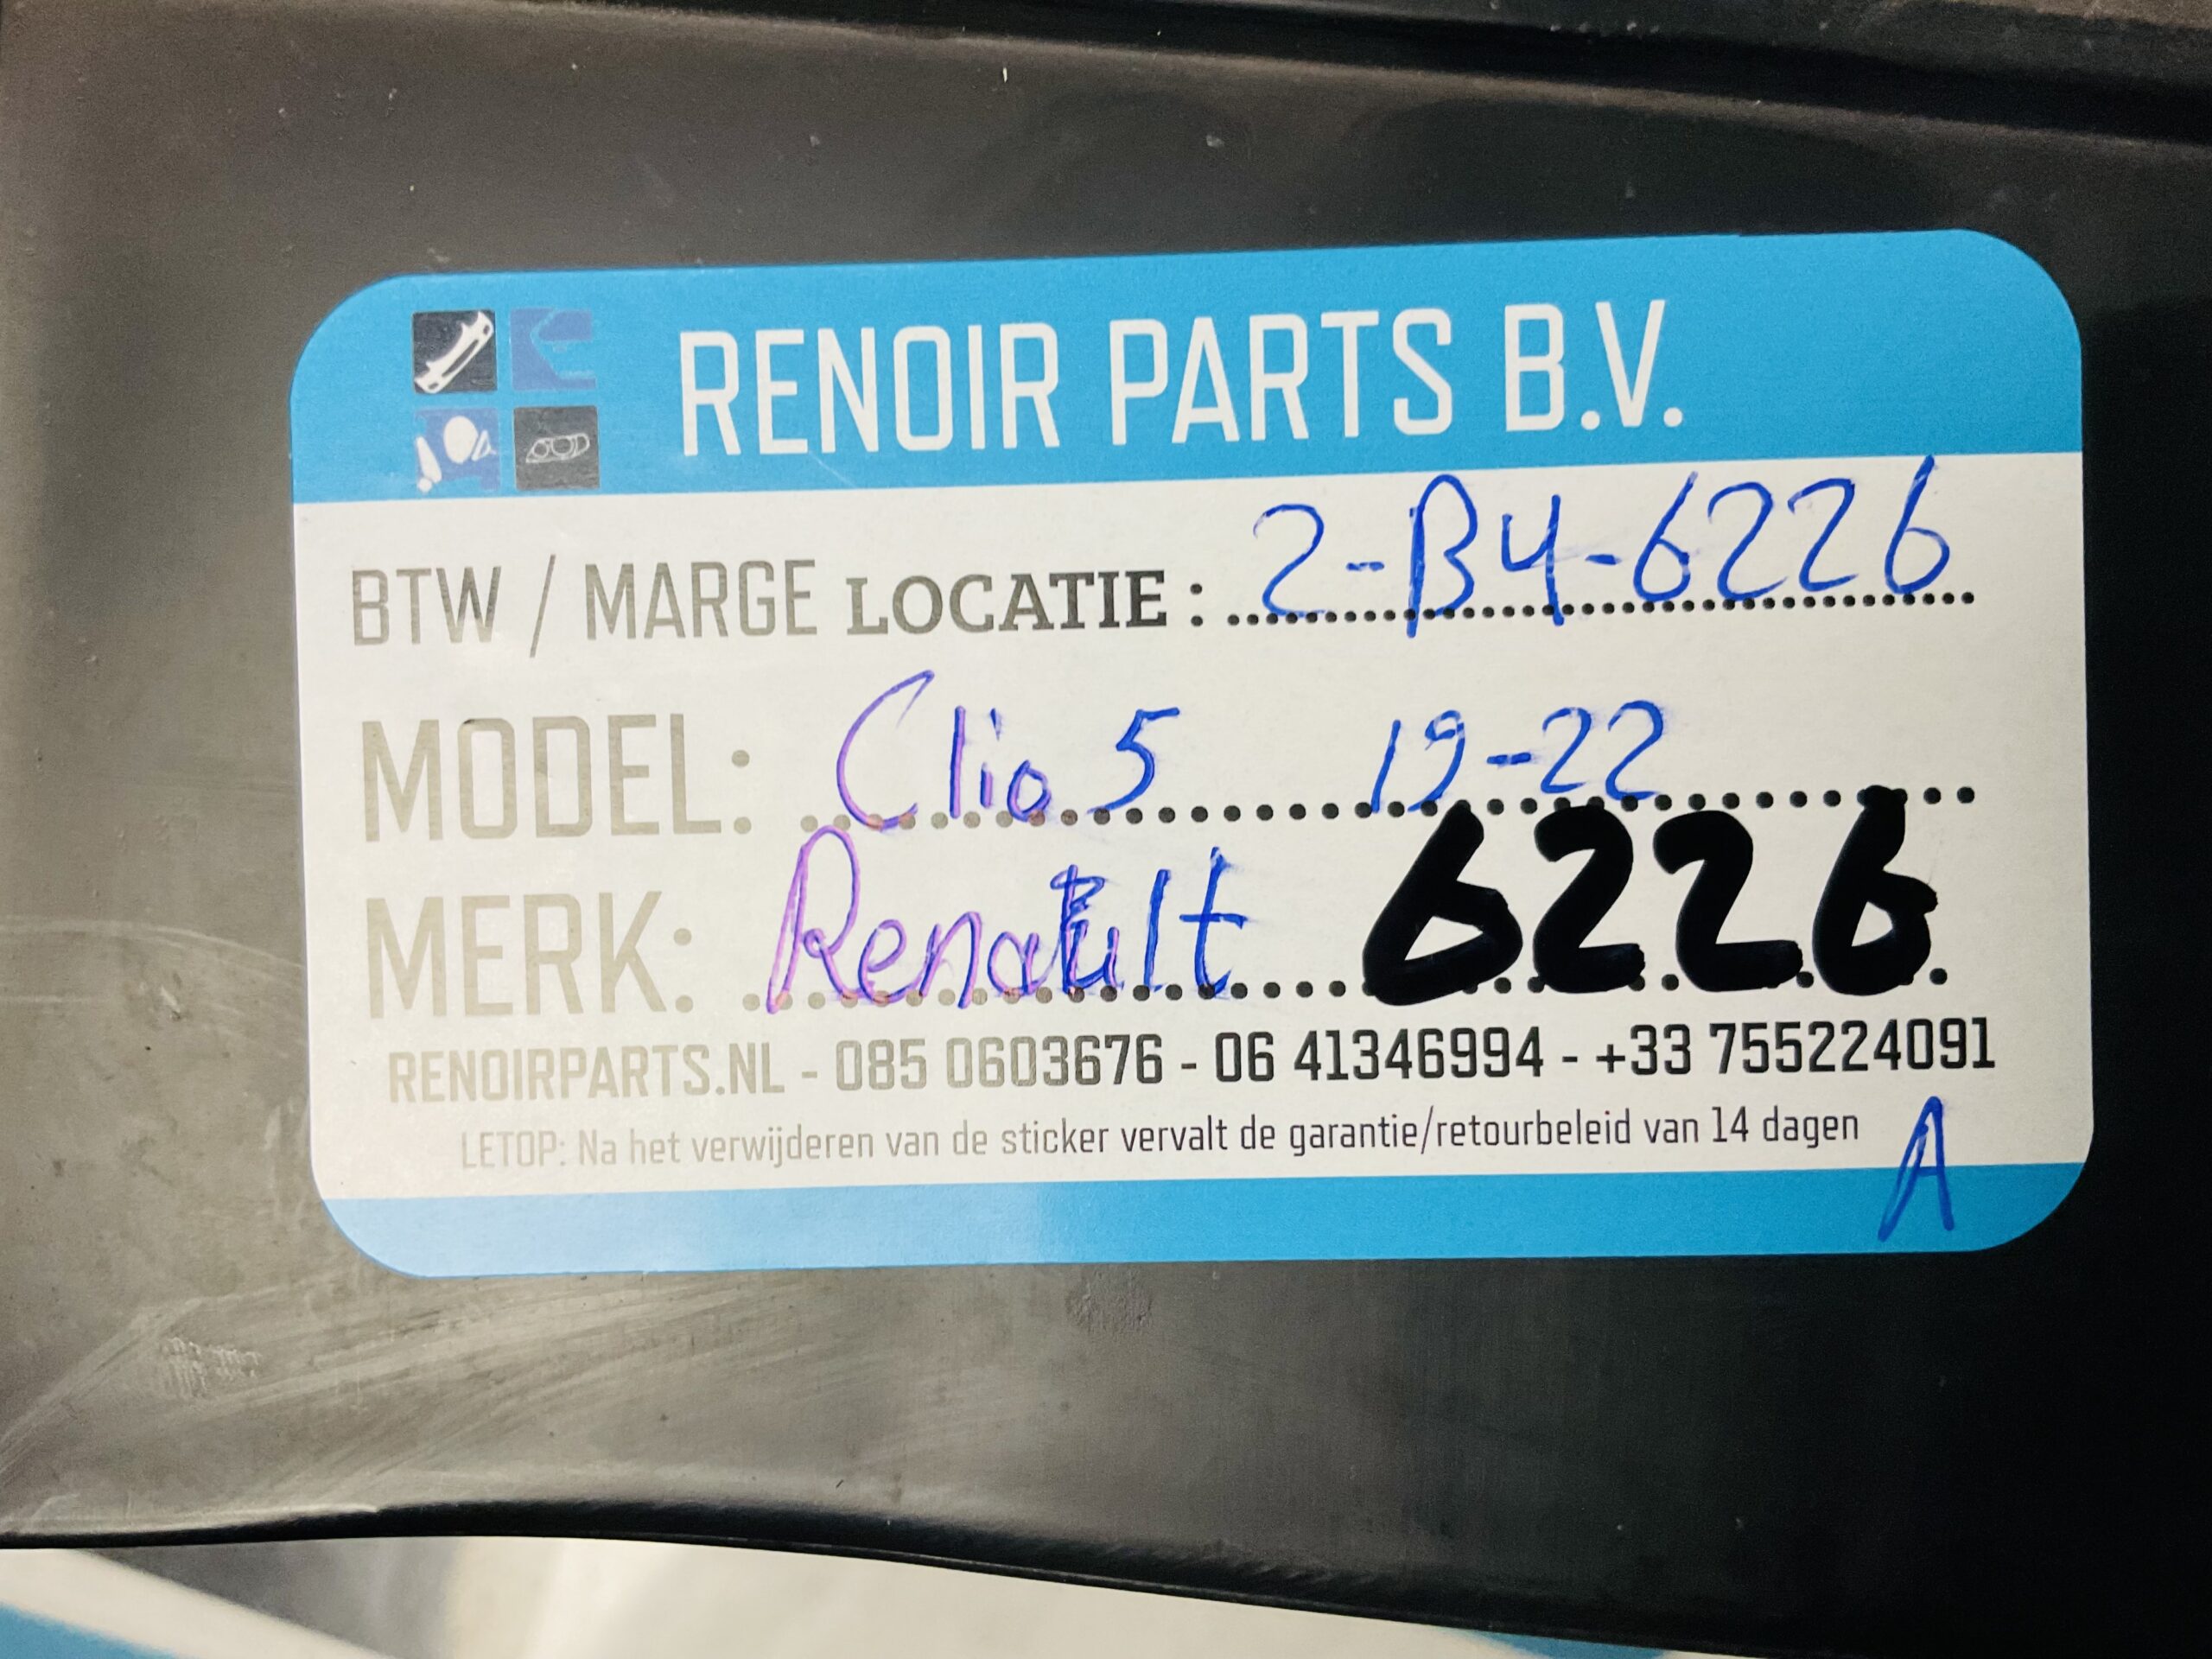 RENOIR PARTS B.V.
BTW / MARGE LOCATIE : 2-B4-6226
MODEL: Clio 5 19-22
MERK: Renault 6226
RENOIRPARTS.NL - 085 0603676 - 06 41346994 - +33 755224091
LETOP: Na het verwijderen van de sticker vervalt de garantie/retourbeleid van 14 dagen
A